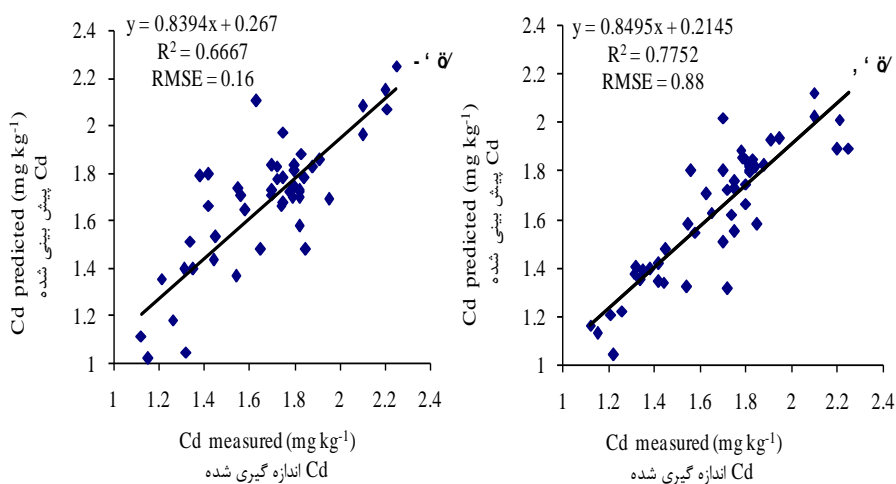 y = 0.8394x + 0.267
R² = 0.6667
RMSE = 0.16
2.4
2.2
2
1.8
1.6
1.4
1.2
1
1 1.2 1.4 1.6 1.8 2 2.2 2.4
Cd predicted (mg kg⁻¹)
Cd پیش بینی شده
Cd measured (mg kg⁻¹)
Cd اندازه گیری شده
y = 0.8495x + 0.2145
R² = 0.7752
RMSE = 0.88
2.4
2.2
2
1.8
1.6
1.4
1.2
1
1 1.2 1.4 1.6 1.8 2 2.2 2.4
Cd predicted (mg kg⁻¹)
Cd پیش بینی شده
Cd measured (mg kg⁻¹)
Cd اندازه گیری شده